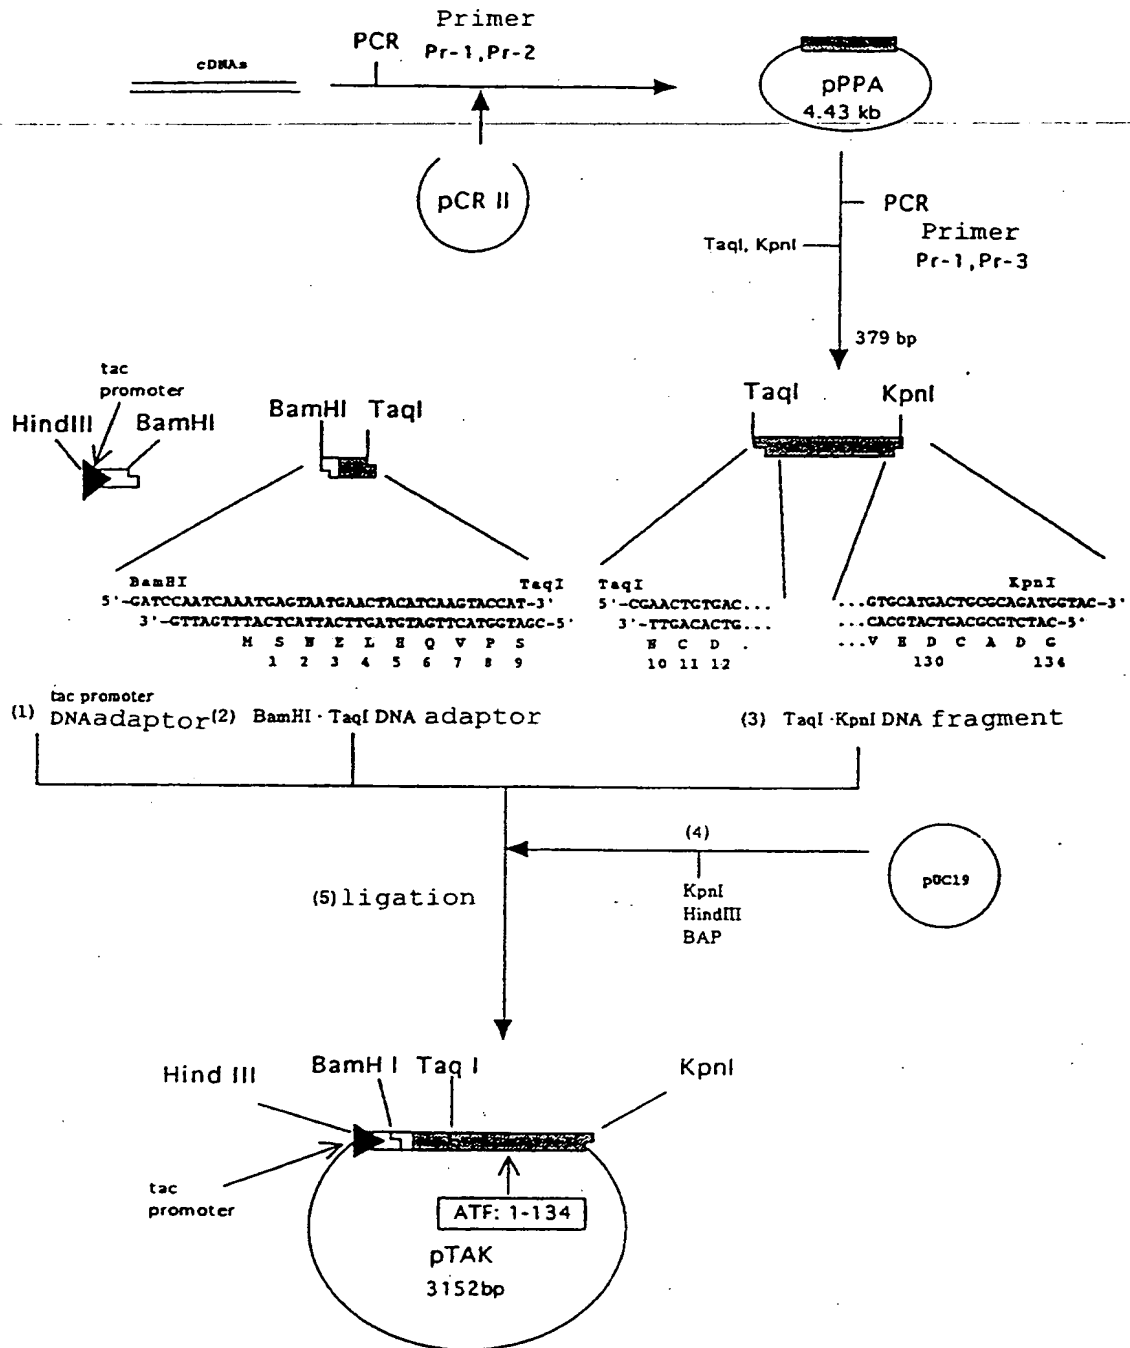 Primer
PCR Pr-1,Pr-2
cDNAs
pPPA
4.43 kb
pCR II
PCR
TaqI, KpnI
Primer
Pr-1,Pr-3
379 bp
tac
promoter
HindIII BamHI
BamHI TaqI
TaqI KpnI
BamHI TaqI
5'-GATCCAATCAAATGAGTAATGAACTACATCAAGTACCAT-3'
3'-GTTAGTTTACTCATTACTTGATGTAGTTCATGGTAGC-5'
M S N E L H Q V P S
1 2 3 4 5 6 7 8 9
TaqI
5'-CGAACTGTGAC...
3'-TTGACACTG...
N C D .
10 11 12
KpnI
...GTGCATGACTGCGCAGATGGTAC-3'
...CACGTACTGACGCGTCTAC-5'
...V H D C A D G
130 134
(1) tac promoter
DNAadaptor
(2) BamHI · TaqI DNA adaptor
(3) TaqI ·KpnI DNA fragment
(4)
KpnI
HindIII
BAP
pUC19
(5) ligation
Hind III BamH I Taq I KpnI
tac
promoter
ATF: 1-134
pTAK
3152bp